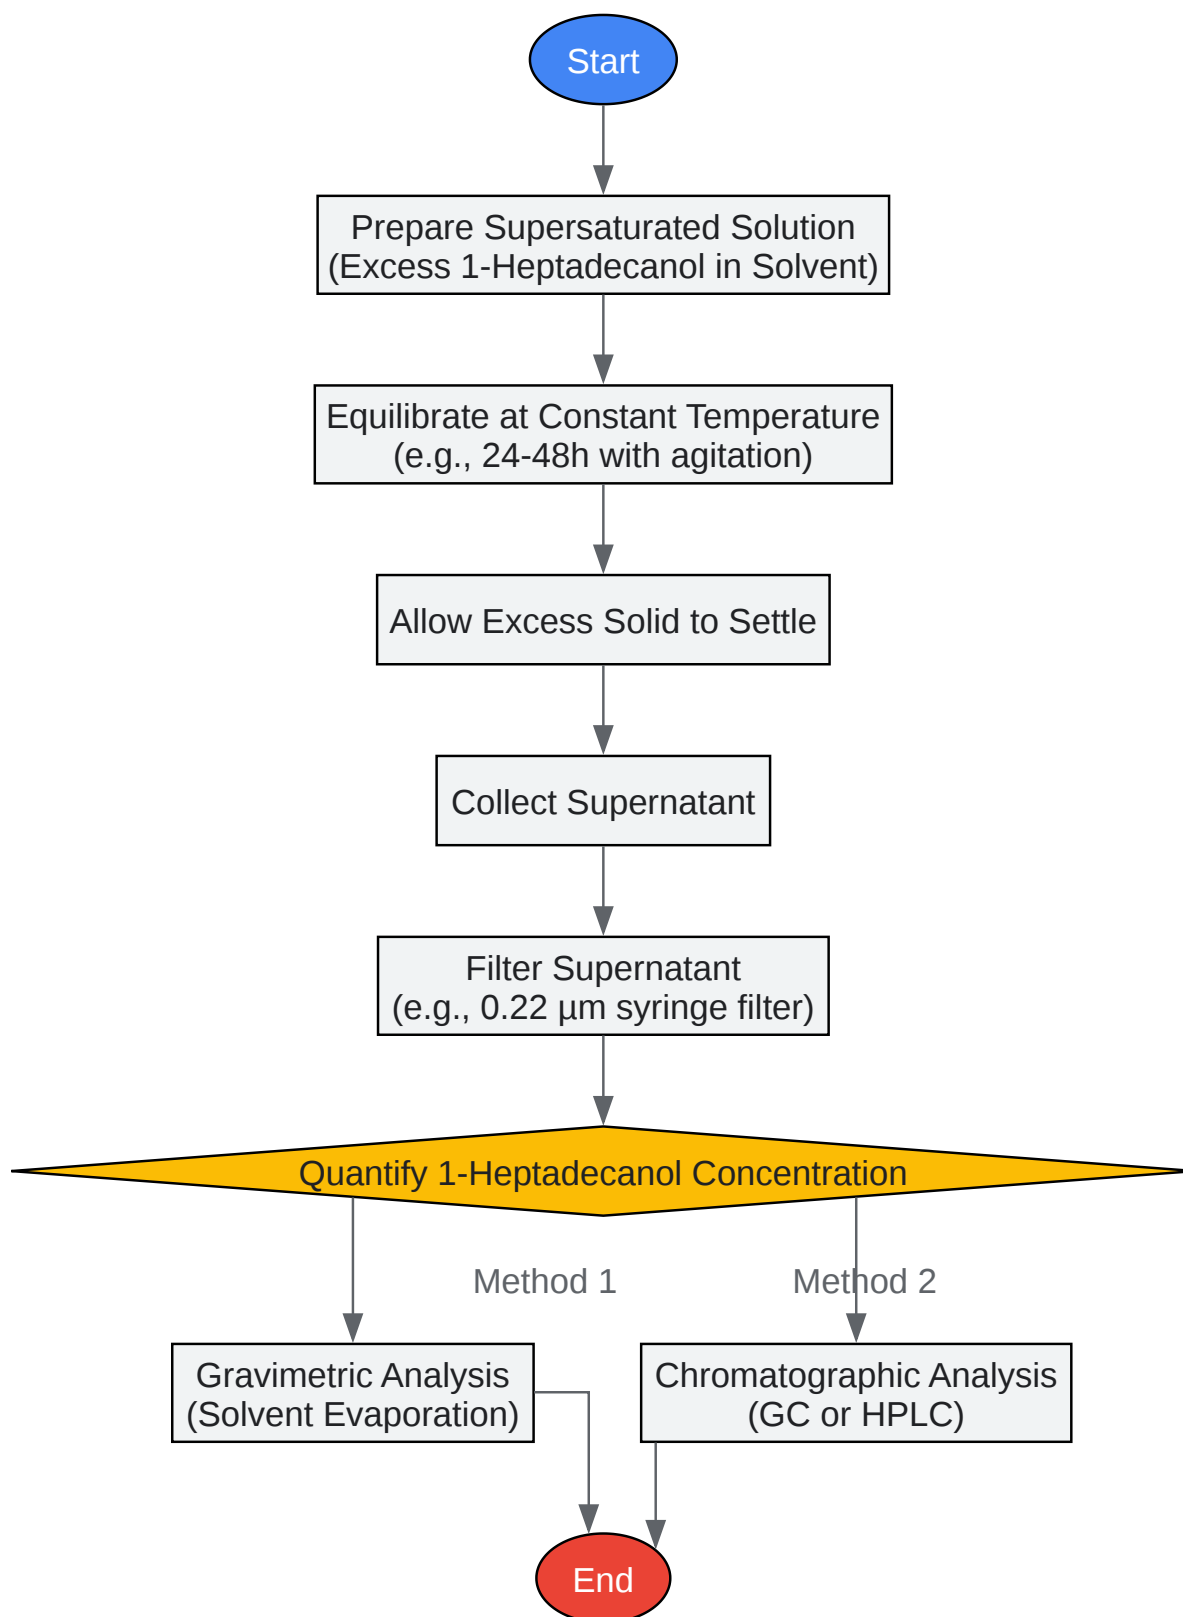 Start
Prepare Supersaturated Solution
(Excess 1-Heptadecanol in Solvent)
Equilibrate at Constant Temperature
(e.g., 24-48h with agitation)
Allow Excess Solid to Settle
Collect Supernatant
Filter Supernatant
(e.g., 0.22 µm syringe filter)
Quantify 1-Heptadecanol Concentration
Method 1
Method 2
Gravimetric Analysis
(Solvent Evaporation)
Chromatographic Analysis
(GC or HPLC)
End